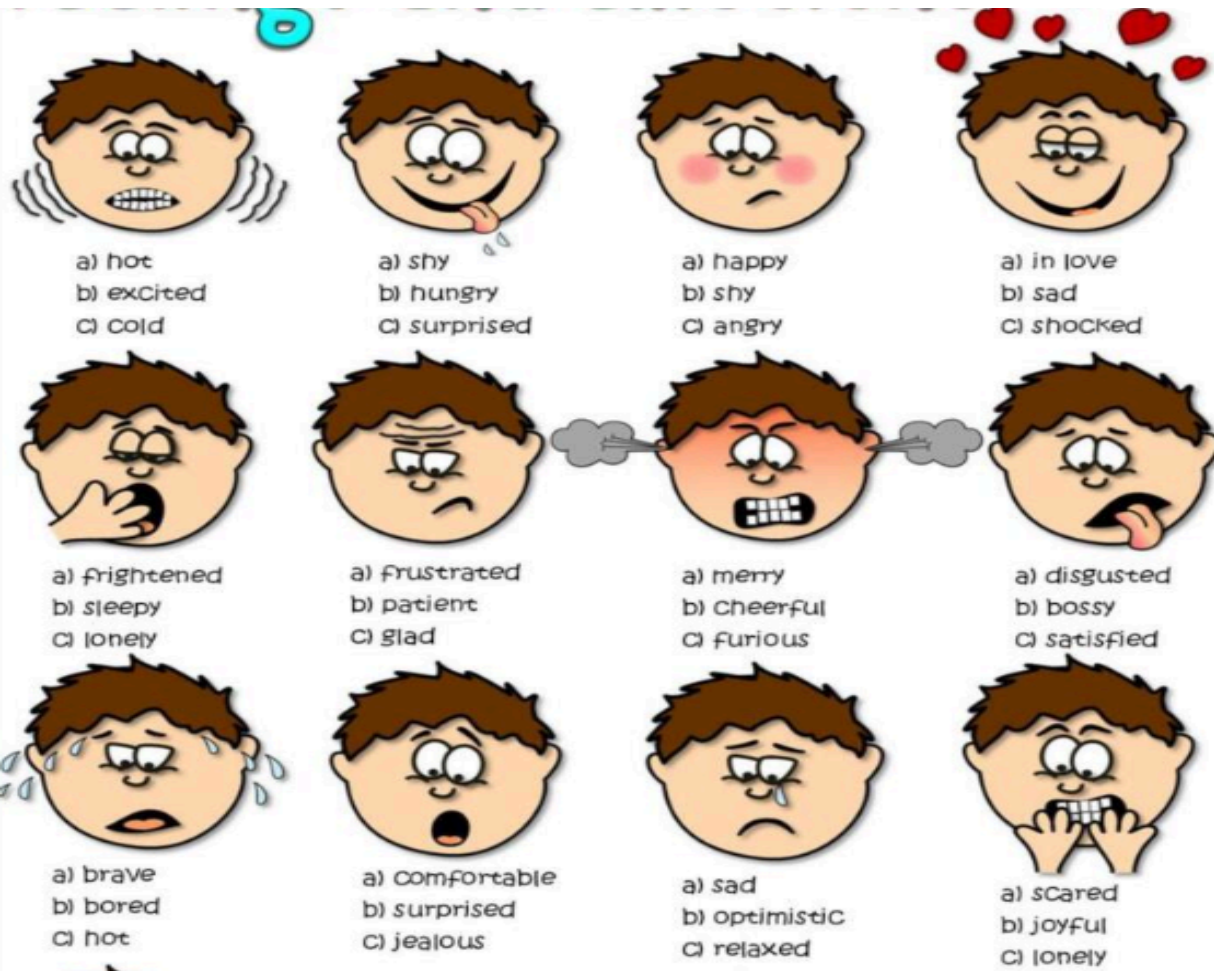 a) hot
b) excited
c) cold
a) shy
b) hungry
c) surprised
a) happy
b) shy
c) angry
a) in love
b) sad
c) shocked
a) frightened
b) sleepy
c) lonely
a) frustrated
b) patient
c) glad
a) merry
b) cheerful
c) furious
a) disgusted
b) bossy
c) satisfied
a) brave
b) bored
c) hot
a) comfortable
b) surprised
c) jealous
a) sad
b) optimistic
c) relaxed
a) scared
b) joyful
c) lonely